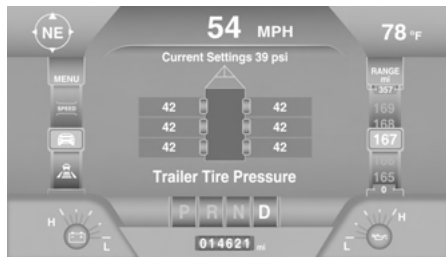 NE
54 MPH
78 °F
Current Settings 39 psi
MENU
SPEED
RANGE
mi
357
169
168
167
166
165
0
42 42
42 42
42 42
Trailer Tire Pressure
P R N D
014621 mi
H
L
H
L